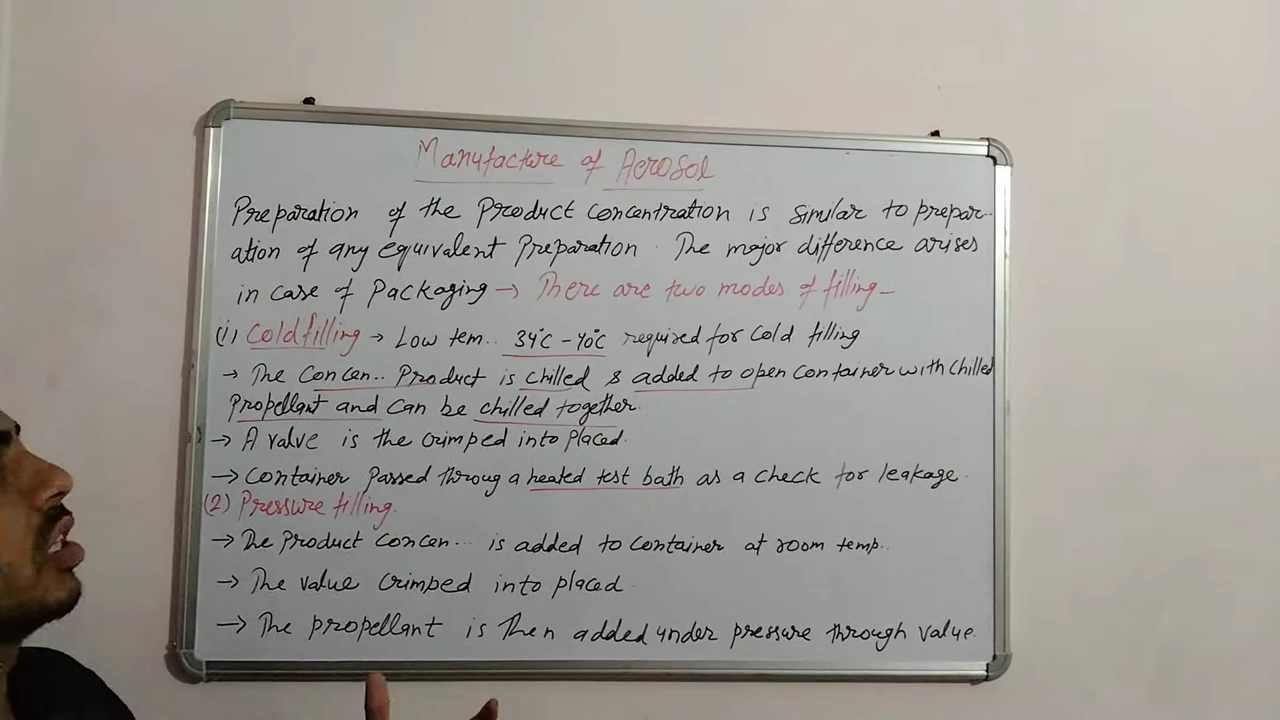 Manufacture of Aerosol
Preparation of the Product Concentration is similar to prepar-
ation of any equivalent Preparation. The major difference arises
in case of Packaging → There are two modes of filling-
(1) Cold filling → Low tem.. 34°C - 40°C required for Cold filling
→ The Concen.. Product is chilled & added to open Container with chilled
Propellant and Can be chilled together.
→ A valve is the crimped into placed.
→ Container passed throug a heated test bath as a check for leakage.
(2) Pressure filling.
→ The Product Concen... is added to Container at room temp..
→ The value crimped into placed.
→ The propellant is then added under pressure through value.